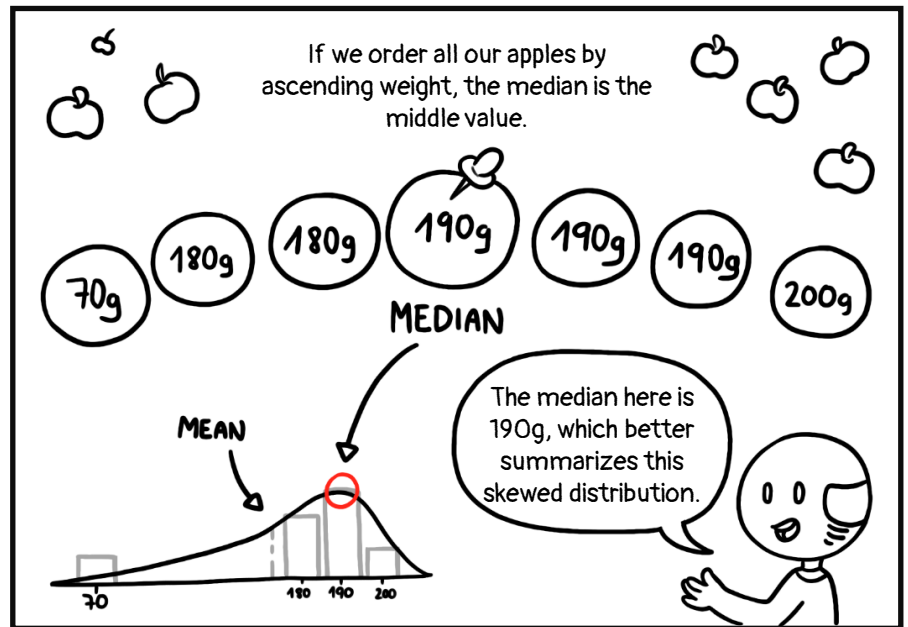 If we order all our apples by
ascending weight, the median is the
middle value.
70g
180g
180g
190g
190g
190g
200g
MEDIAN
MEAN
The median here is
190g, which better
summarizes this
skewed distribution.
70
180
190
200